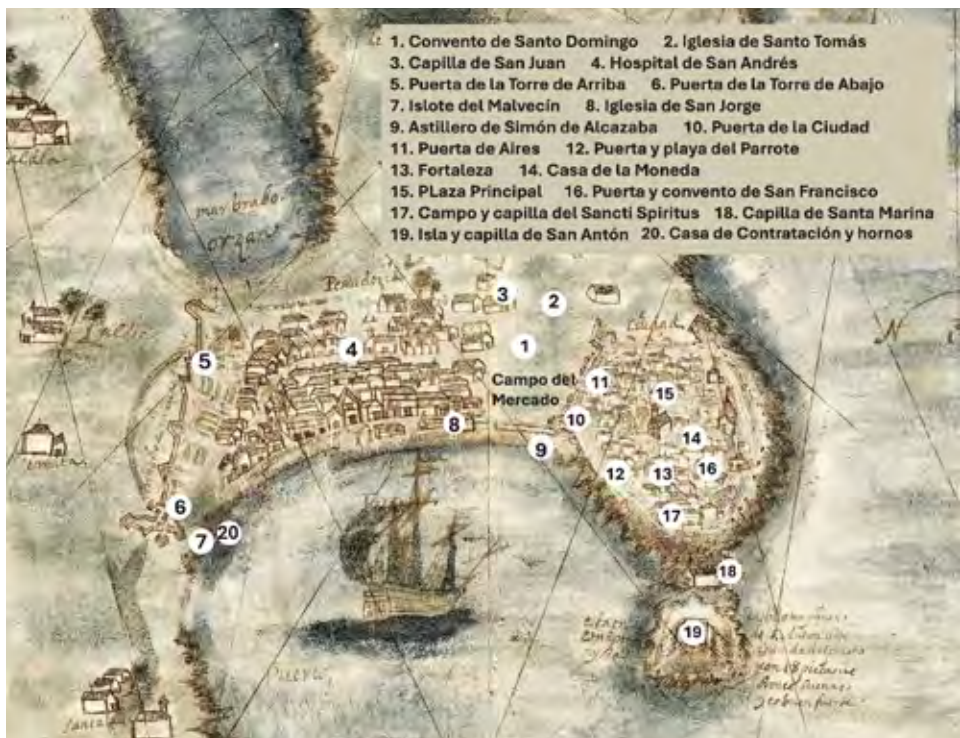 1. Convento de Santo Domingo 2. Iglesia de Santo Tomás
3. Capilla de San Juan 4. Hospital de San Andrés
5. Puerta de la Torre de Arriba 6. Puerta de la Torre de Abajo
7. Islote del Malvecín 8. Iglesia de San Jorge
9. Astillero de Simón de Alcazaba 10. Puerta de la Ciudad
11. Puerta de Aires 12. Puerta y playa del Parrote
13. Fortaleza 14. Casa de la Moneda
15. PLaza Principal 16. Puerta y convento de San Francisco
17. Campo y capilla del Sancti Spiritus 18. Capilla de Santa Marina
19. Isla y capilla de San Antón 20. Casa de Contratación y hornos
mar brabo
orzan
3
2
Ciudad
N
5
4
1
Campo del
Mercado
11
15
8
10
9
14
12
13
16
6
17
7
20
18
19